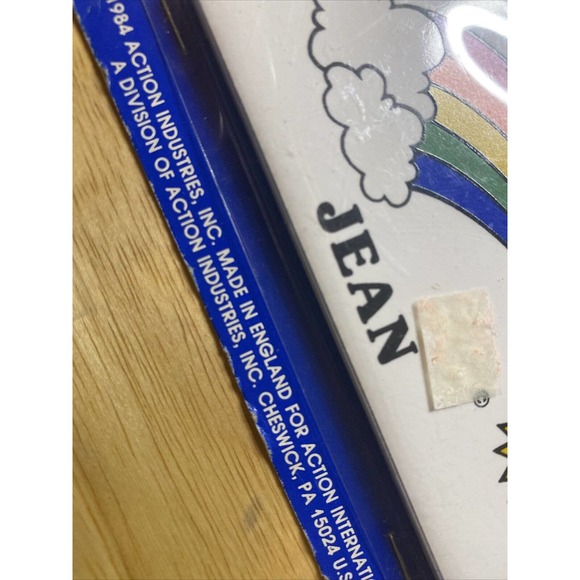 1984 ACTION INDUSTRIES, INC. MADE IN ENGLAND FOR ACTION INTERNATI
A DIVISION OF ACTION INDUSTRIES, INC. CHESWICK, PA 15024 U.S.
JEAN
©